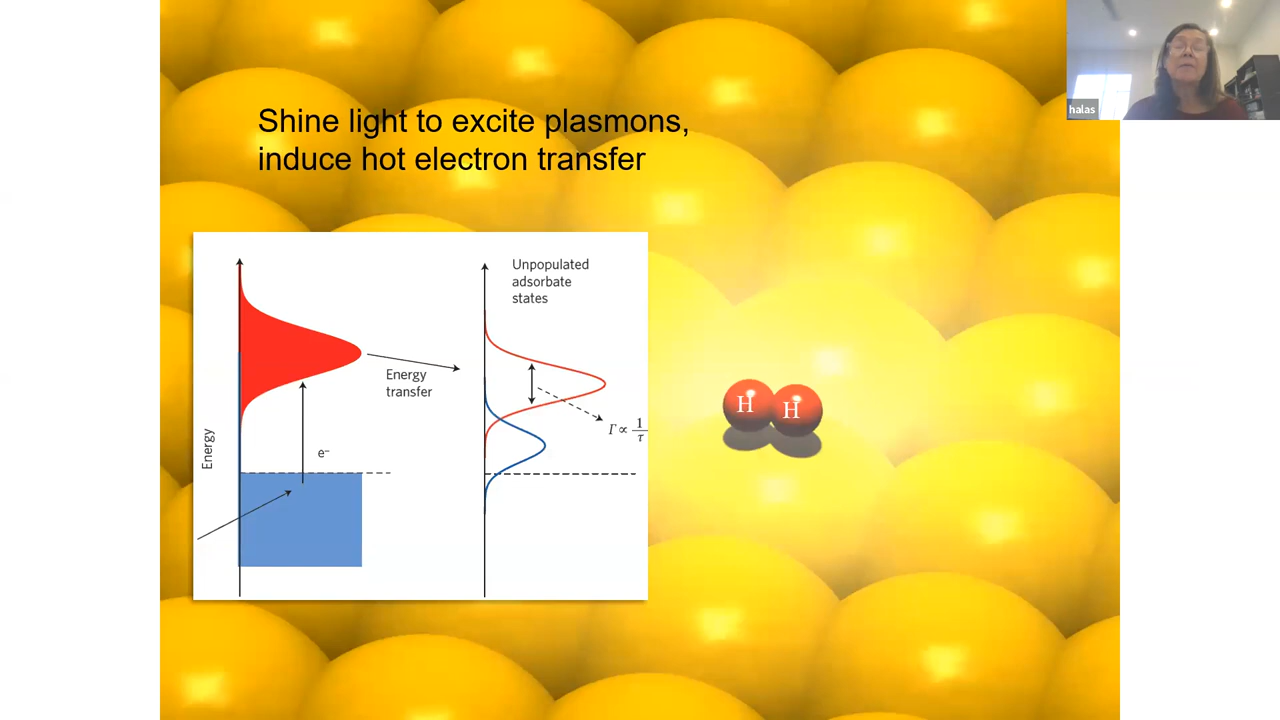 Shine light to excite plasmons,
induce hot electron transfer
halas
Unpopulated
adsorbate
states
Energy
transfer
Γ ∝ 1/τ
e−
Energy
H H